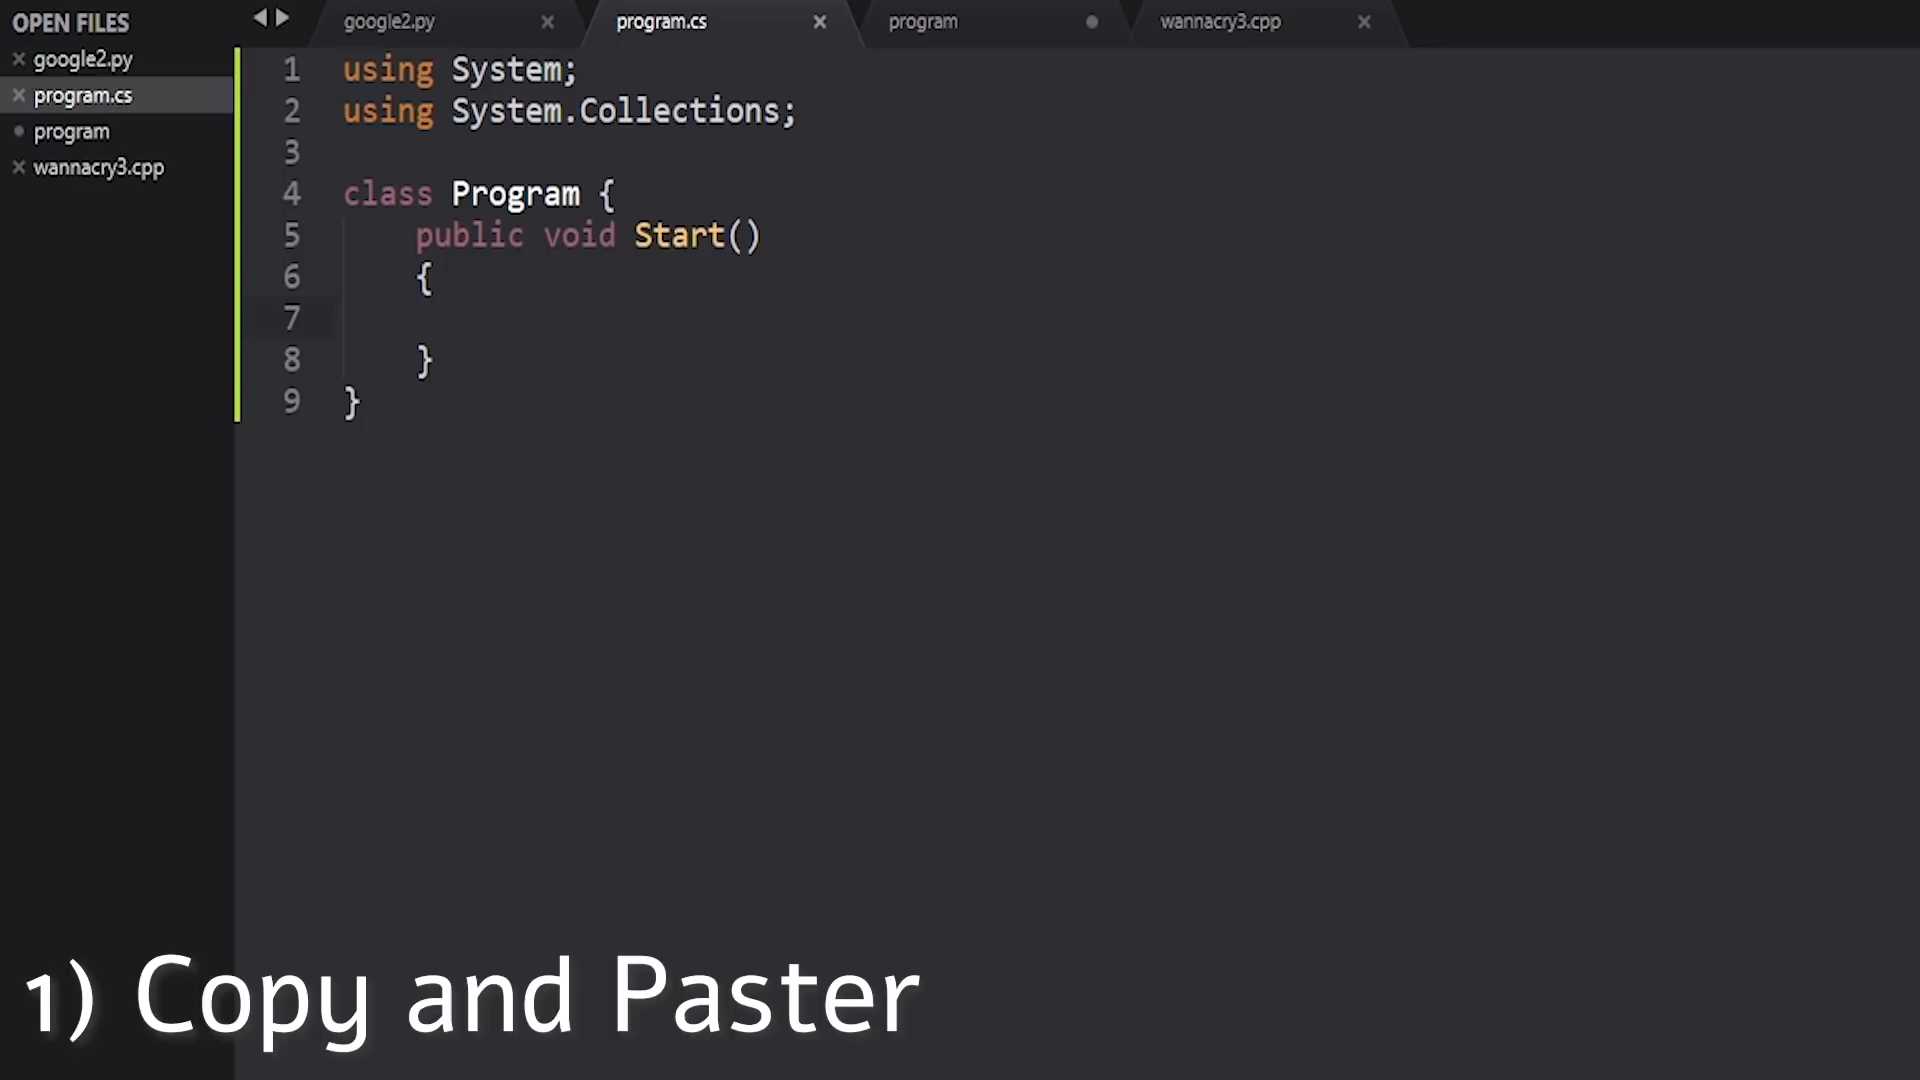 OPEN FILES
google2.py
program.cs
program
wannacry3.cpp
google2.py program.cs program wannacry3.cpp
1 using System;
2 using System.Collections;
3
4 class Program {
5 public void Start()
6 {
7
8 }
9 }
1) Copy and Paster